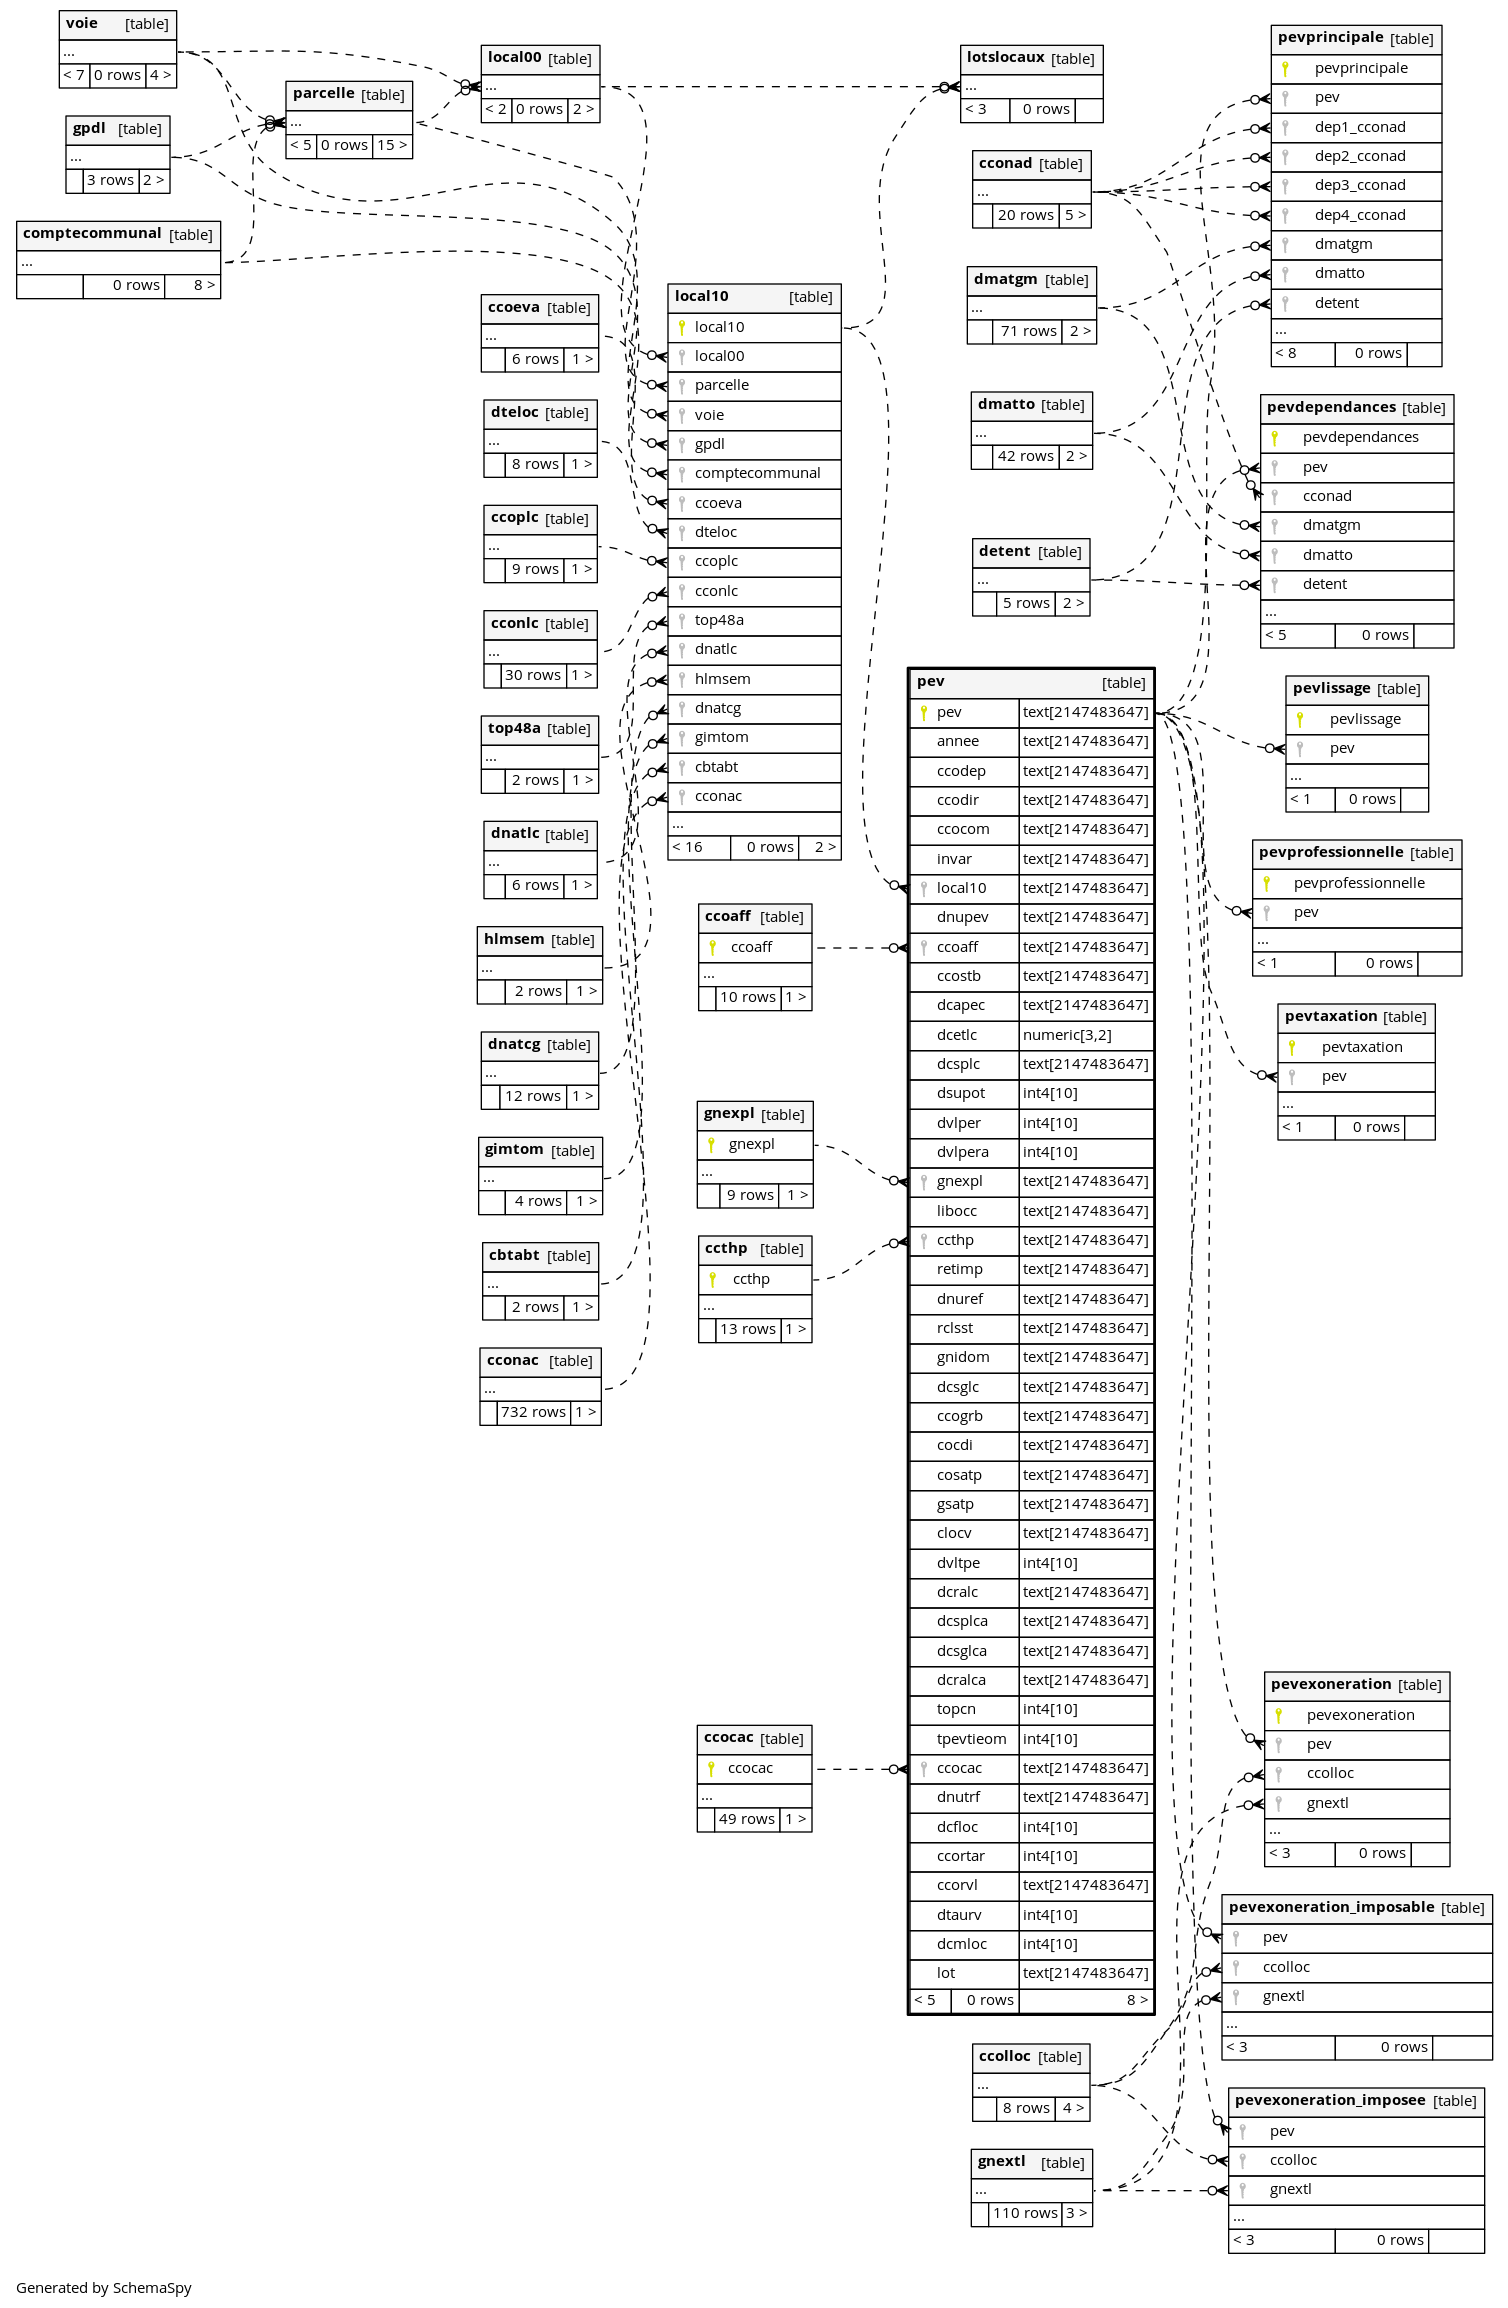 voie [table]
...
< 7 0 rows 4 >
gpdl [table]
...
3 rows 2 >
comptecommunal [table]
...
0 rows 8 >
parcelle [table]
...
< 5 0 rows 15 >
local00 [table]
...
< 2 0 rows 2 >
ccoeva [table]
...
6 rows 1 >
dteloc [table]
...
8 rows 1 >
ccoplc [table]
...
9 rows 1 >
cconlc [table]
...
30 rows 1 >
top48a [table]
...
2 rows 1 >
dnatlc [table]
...
6 rows 1 >
hlmsem [table]
...
2 rows 1 >
dnatcg [table]
...
12 rows 1 >
gimtom [table]
...
4 rows 1 >
cbtabt [table]
...
2 rows 1 >
cconac [table]
...
732 rows 1 >
local10 [table]
local10
local00
parcelle
voie
gpdl
comptecommunal
ccoeva
dteloc
ccoplc
cconlc
top48a
dnatlc
hlmsem
dnatcg
gimtom
cbtabt
cconac
...
< 16 0 rows 2 >
ccoaff [table]
ccoaff
...
10 rows 1 >
gnexpl [table]
gnexpl
...
9 rows 1 >
ccthp [table]
ccthp
...
13 rows 1 >
ccocac [table]
ccocac
...
49 rows 1 >
lotslocaux [table]
...
< 3 0 rows
cconad [table]
...
20 rows 5 >
dmatgm [table]
...
71 rows 2 >
dmatto [table]
...
42 rows 2 >
detent [table]
...
5 rows 2 >
pev [table]
pev text[2147483647]
annee text[2147483647]
ccodep text[2147483647]
ccodir text[2147483647]
ccocom text[2147483647]
invar text[2147483647]
local10 text[2147483647]
dnupev text[2147483647]
ccoaff text[2147483647]
ccostb text[2147483647]
dcapec text[2147483647]
dcetlc numeric[3,2]
dcsplc text[2147483647]
dsupot int4[10]
dvlper int4[10]
dvlpera int4[10]
gnexpl text[2147483647]
libocc text[2147483647]
ccthp text[2147483647]
retimp text[2147483647]
dnuref text[2147483647]
rclsst text[2147483647]
gnidom text[2147483647]
dcsglc text[2147483647]
ccogrb text[2147483647]
cocdi text[2147483647]
cosatp text[2147483647]
gsatp text[2147483647]
clocv text[2147483647]
dvltpe int4[10]
dcralc text[2147483647]
dcsplca text[2147483647]
dcsglca text[2147483647]
dcralca text[2147483647]
topcn int4[10]
tpevtieom int4[10]
ccocac text[2147483647]
dnutrf text[2147483647]
dcfloc int4[10]
ccortar int4[10]
ccorvl text[2147483647]
dtaurv int4[10]
dcmloc int4[10]
lot text[2147483647]
< 5 0 rows 8 >
ccolloc [table]
...
8 rows 4 >
gnextl [table]
...
110 rows 3 >
pevprincipale [table]
pevprincipale
pev
dep1_cconad
dep2_cconad
dep3_cconad
dep4_cconad
dmatgm
dmatto
detent
...
< 8 0 rows
pevdependances [table]
pevdependances
pev
cconad
dmatgm
dmatto
detent
...
< 5 0 rows
pevlissage [table]
pevlissage
pev
...
< 1 0 rows
pevprofessionnelle [table]
pevprofessionnelle
pev
...
< 1 0 rows
pevtaxation [table]
pevtaxation
pev
...
< 1 0 rows
pevexoneration [table]
pevexoneration
pev
ccolloc
gnextl
...
< 3 0 rows
pevexoneration_imposable [table]
pev
ccolloc
gnextl
...
< 3 0 rows
pevexoneration_imposee [table]
pev
ccolloc
gnextl
...
< 3 0 rows
Generated by SchemaSpy